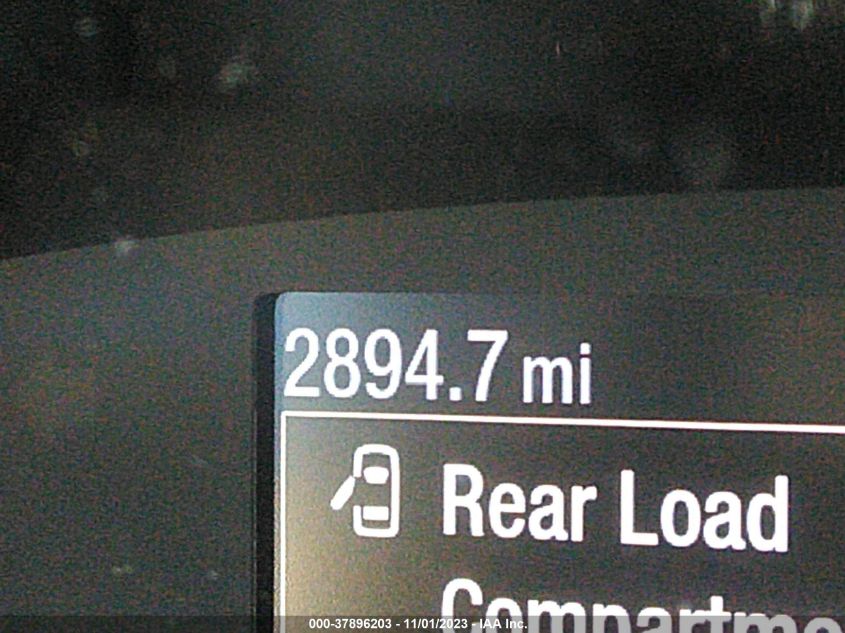 2894.7 mi
Rear Load
000-37896203 - 11/01/2023 - IAA Inc.